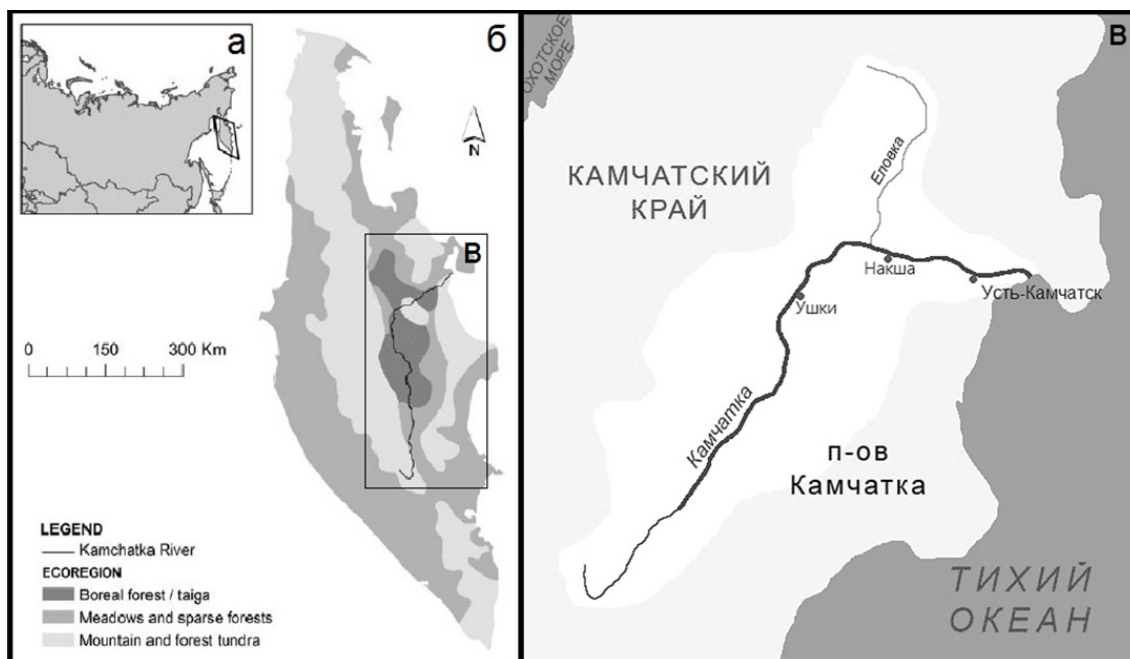 а
б
N
В
0 150 300 Km
LEGEND
Kamchatka River
ECOREGION
Boreal forest / taiga
Meadows and sparse forests
Mountain and forest tundra
В
ОХОТСКОЕ
МОРЕ
КАМЧАТСКИЙ
КРАЙ
Еловка
Накша
Усть-Камчатск
Ушки
Камчатка
п-ов
Камчатка
ТИХИЙ
ОКЕАН